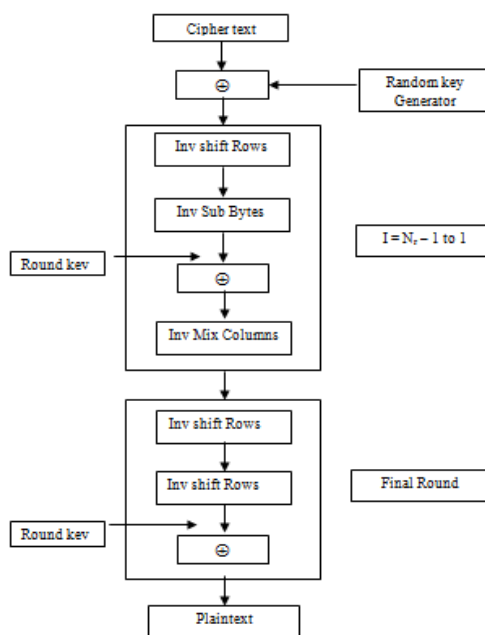 Cipher text
⊕
Random key
Generator
Inv shift Rows
Inv Sub Bytes
I = Nr – 1 to 1
Round kev
⊕
Inv Mix Columns
Inv shift Rows
Inv shift Rows
Final Round
Round kev
⊕
Plaintext